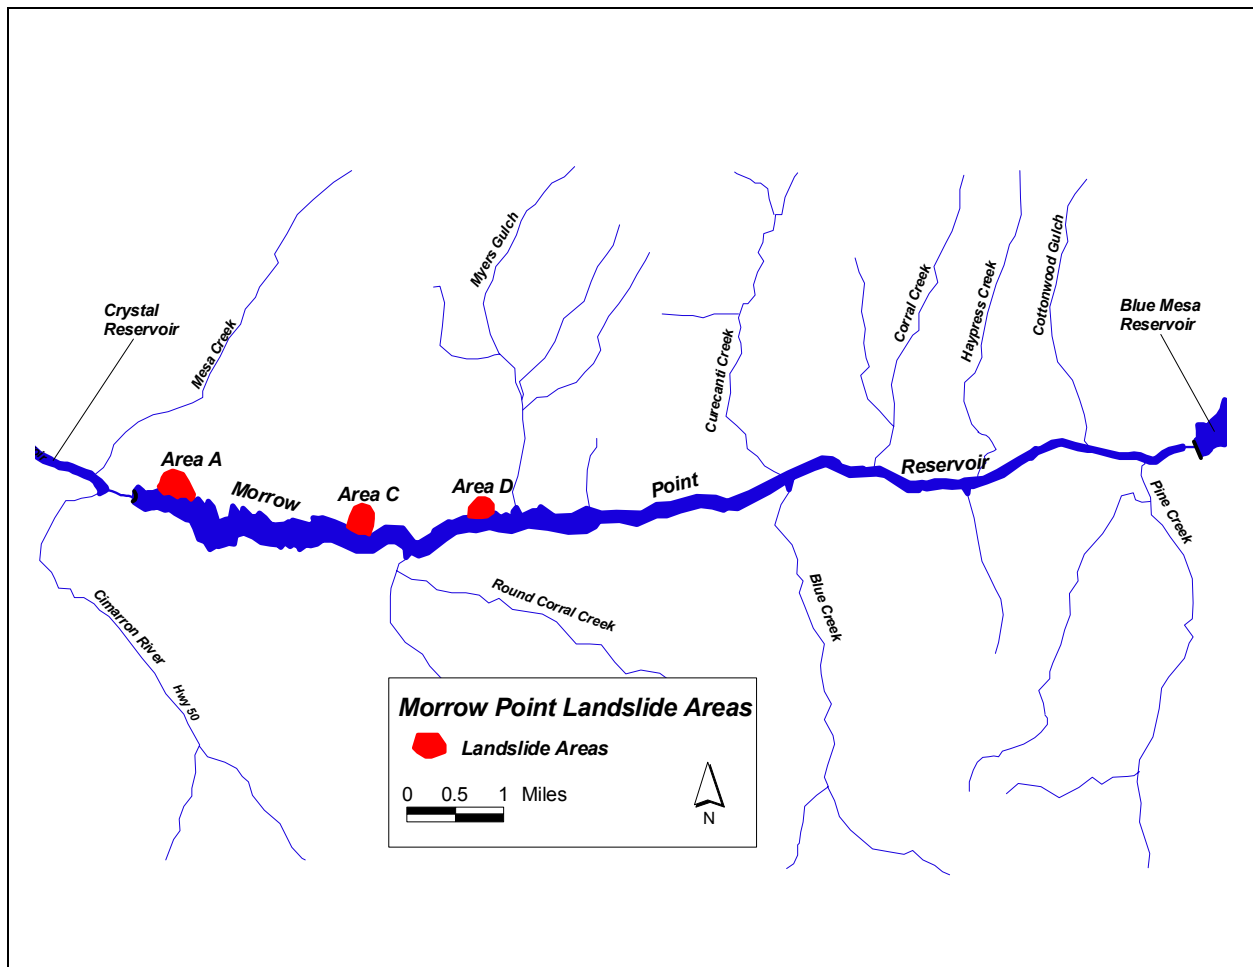 Crystal
Reservoir
Mesa Creek
Myers Gulch
Curecanti Creek
Corral Creek
Haypress Creek
Cottonwood Gulch
Blue Mesa
Reservoir
Area A
Morrow
Area C
Area D
Point
Reservoir
Pine Creek
Cimarron River
Hwy 50
Round Corral Creek
Blue Creek
Morrow Point Landslide Areas
Landslide Areas
0 0.5 1 Miles
N